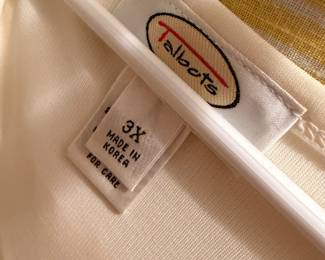 Talbots
3X
MADE IN
KOREA
FOR CARE